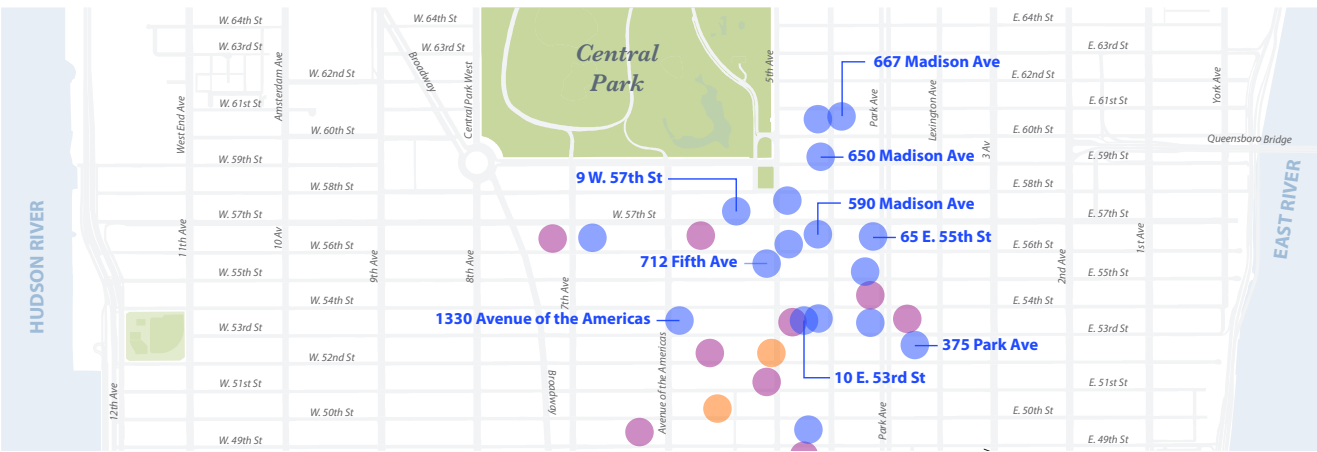 W. 64th St
W. 64th St
E. 64th St
W. 63rd St
W. 63rd St
E. 63rd St
Central
Park
667 Madison Ave
W. 62nd St
E. 62nd St
Amsterdam Ave
Broadway
Central Park West
5th Ave
Park Ave
Lexington Ave
York Ave
W. 61st St
E. 61st St
West End Ave
W. 60th St
E. 60th St
Queensboro Bridge
3 Av
W. 59th St
650 Madison Ave
E. 59th St
9 W. 57th St
W. 58th St
E. 58th St
590 Madison Ave
W. 57th St
W. 57th St
E. 57th St
HUDSON RIVER
EAST RIVER
11th Ave
10 Av
9th Ave
8th Ave
W. 56th St
65 E. 55th St
E. 56th St
2nd Ave
1st Ave
712 Fifth Ave
W. 55th St
E. 55th St
7th Ave
W. 54th St
E. 54th St
1330 Avenue of the Americas
W. 53rd St
E. 53rd St
375 Park Ave
W. 52nd St
Avenue of the Americas
10 E. 53rd St
W. 51st St
E. 51st St
12th Ave
Broadway
Park Ave
W. 50th St
E. 50th St
W. 49th St
E. 49th St